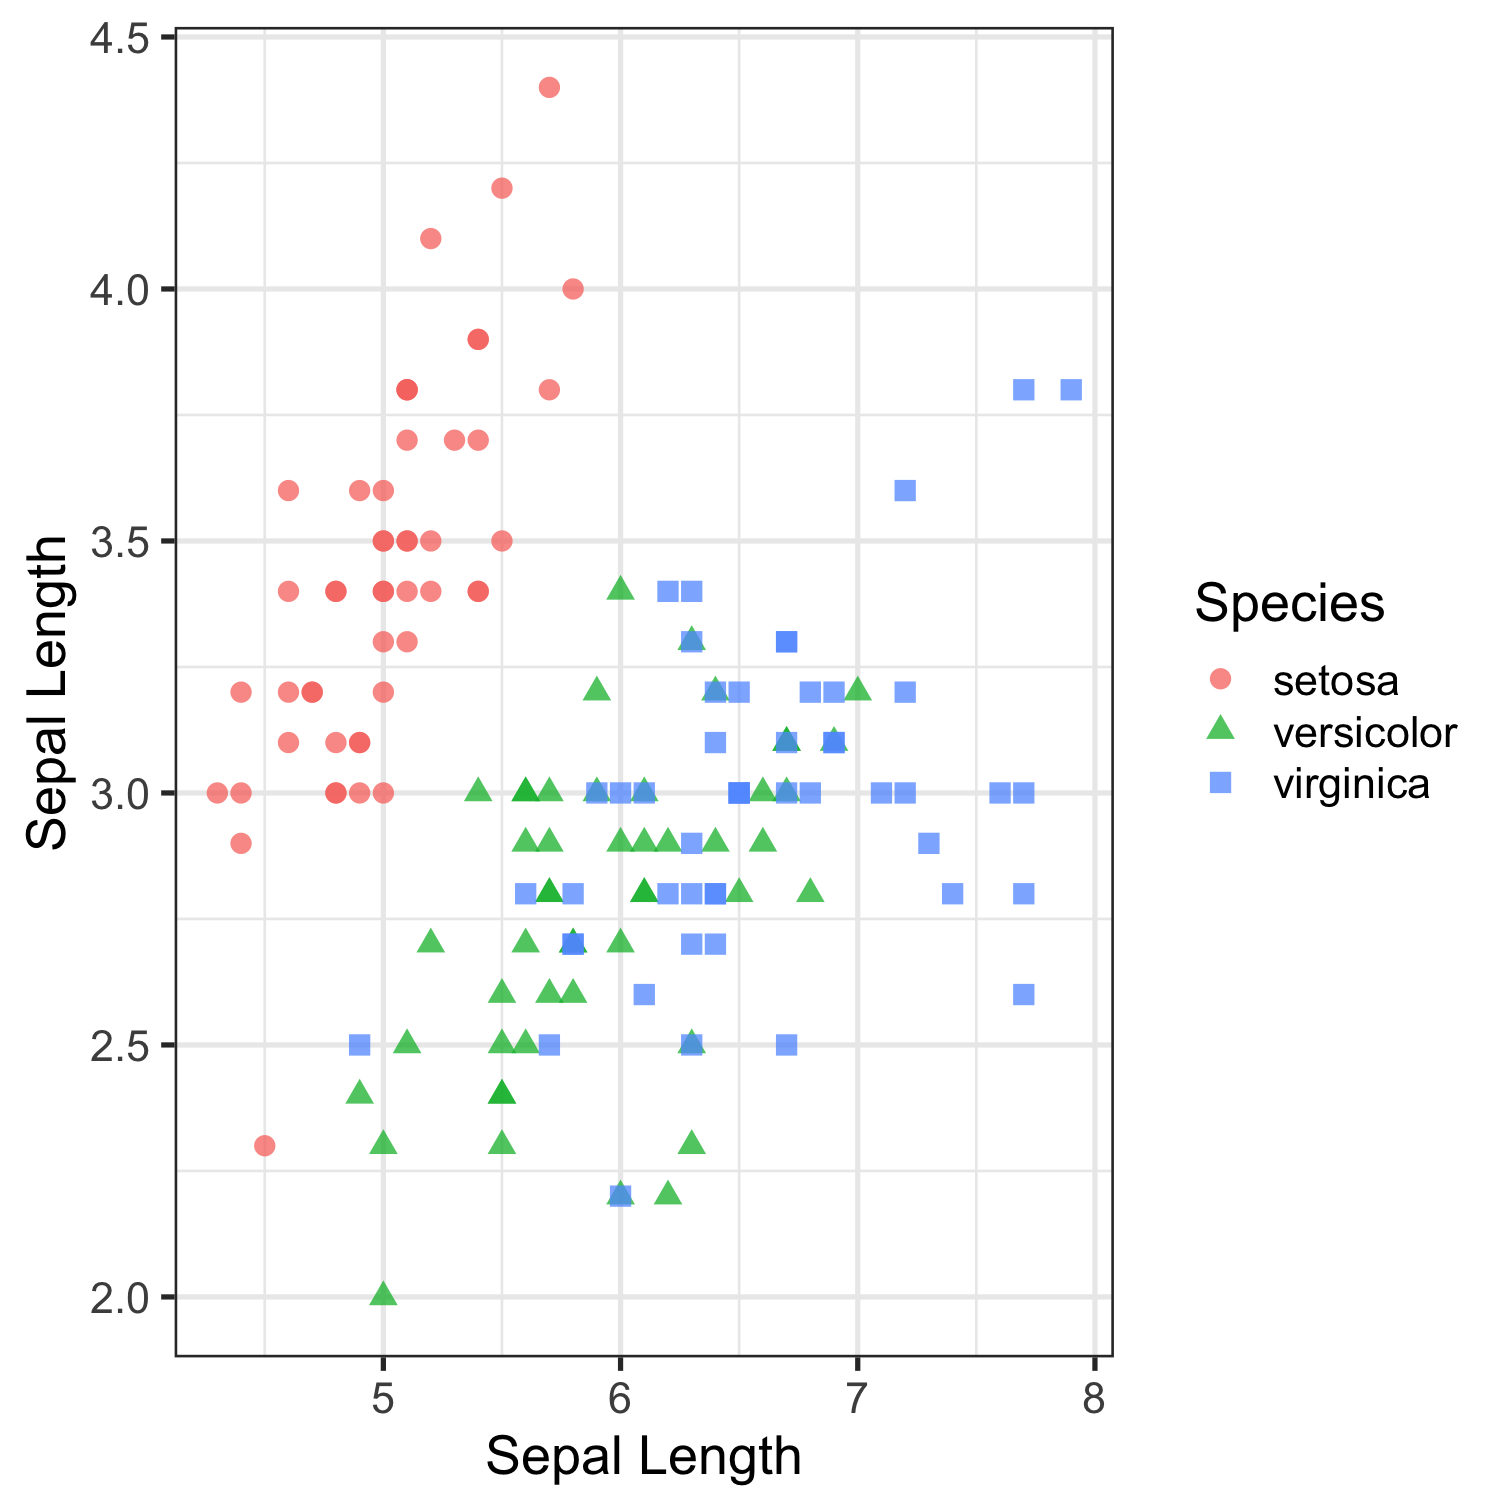 4.5
4.0
3.5
3.0
2.5
2.0
Sepal Length
5 6 7 8
Sepal Length
Species
setosa
versicolor
virginica